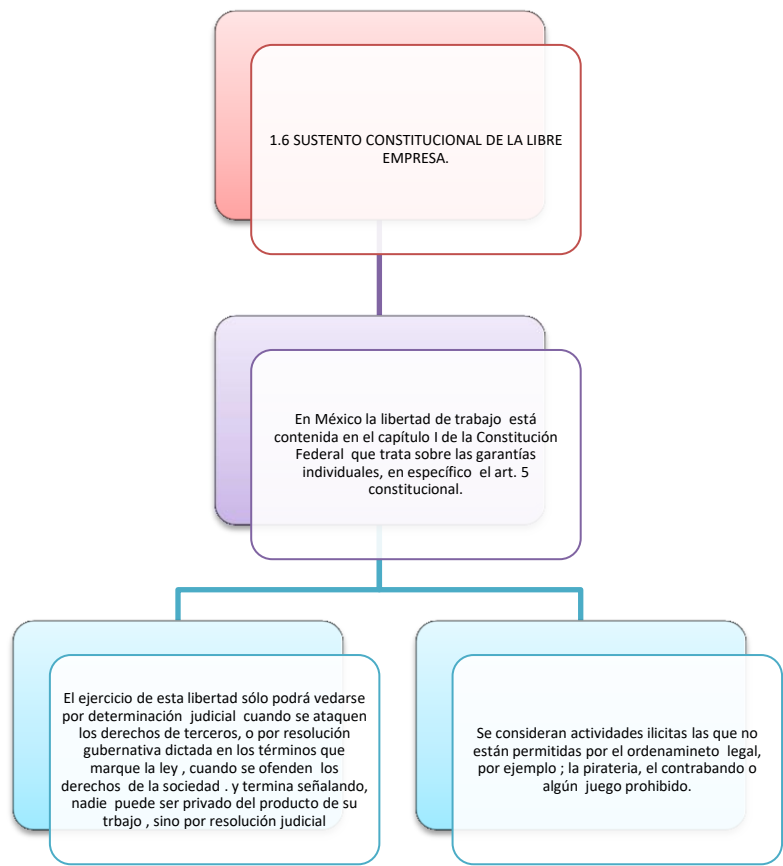 1.6 SUSTENTO CONSTITUCIONAL DE LA LIBRE
EMPRESA.
En México la libertad de trabajo está
contenida en el capítulo I de la Constitución
Federal que trata sobre las garantías
individuales, en específico el art. 5
constitucional.
El ejercicio de esta libertad sólo podrá vedarse
por determinación judicial cuando se ataquen
los derechos de terceros, o por resolución
gubernativa dictada en los términos que
marque la ley , cuando se ofenden los
derechos de la sociedad . y termina señalando,
nadie puede ser privado del producto de su
trbajo , sino por resolución judicial
Se consideran actividades ilicitas las que no
están permitidas por el ordenamineto legal,
por ejemplo ; la pirateria, el contrabando o
algún juego prohibido.